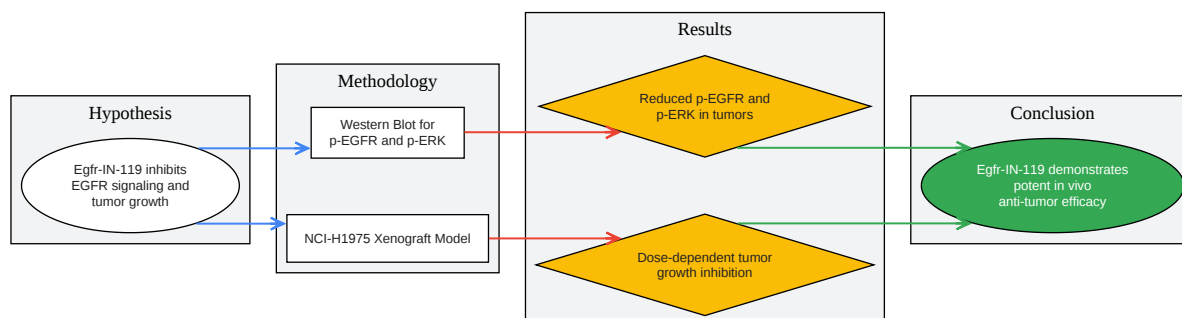 Hypothesis
Egfr-IN-119 inhibits
EGFR signaling and
tumor growth
Methodology
Western Blot for
p-EGFR and p-ERK
NCI-H1975 Xenograft Model
Results
Reduced p-EGFR and
p-ERK in tumors
Dose-dependent tumor
growth inhibition
Conclusion
Egfr-IN-119 demonstrates
potent in vivo
anti-tumor efficacy